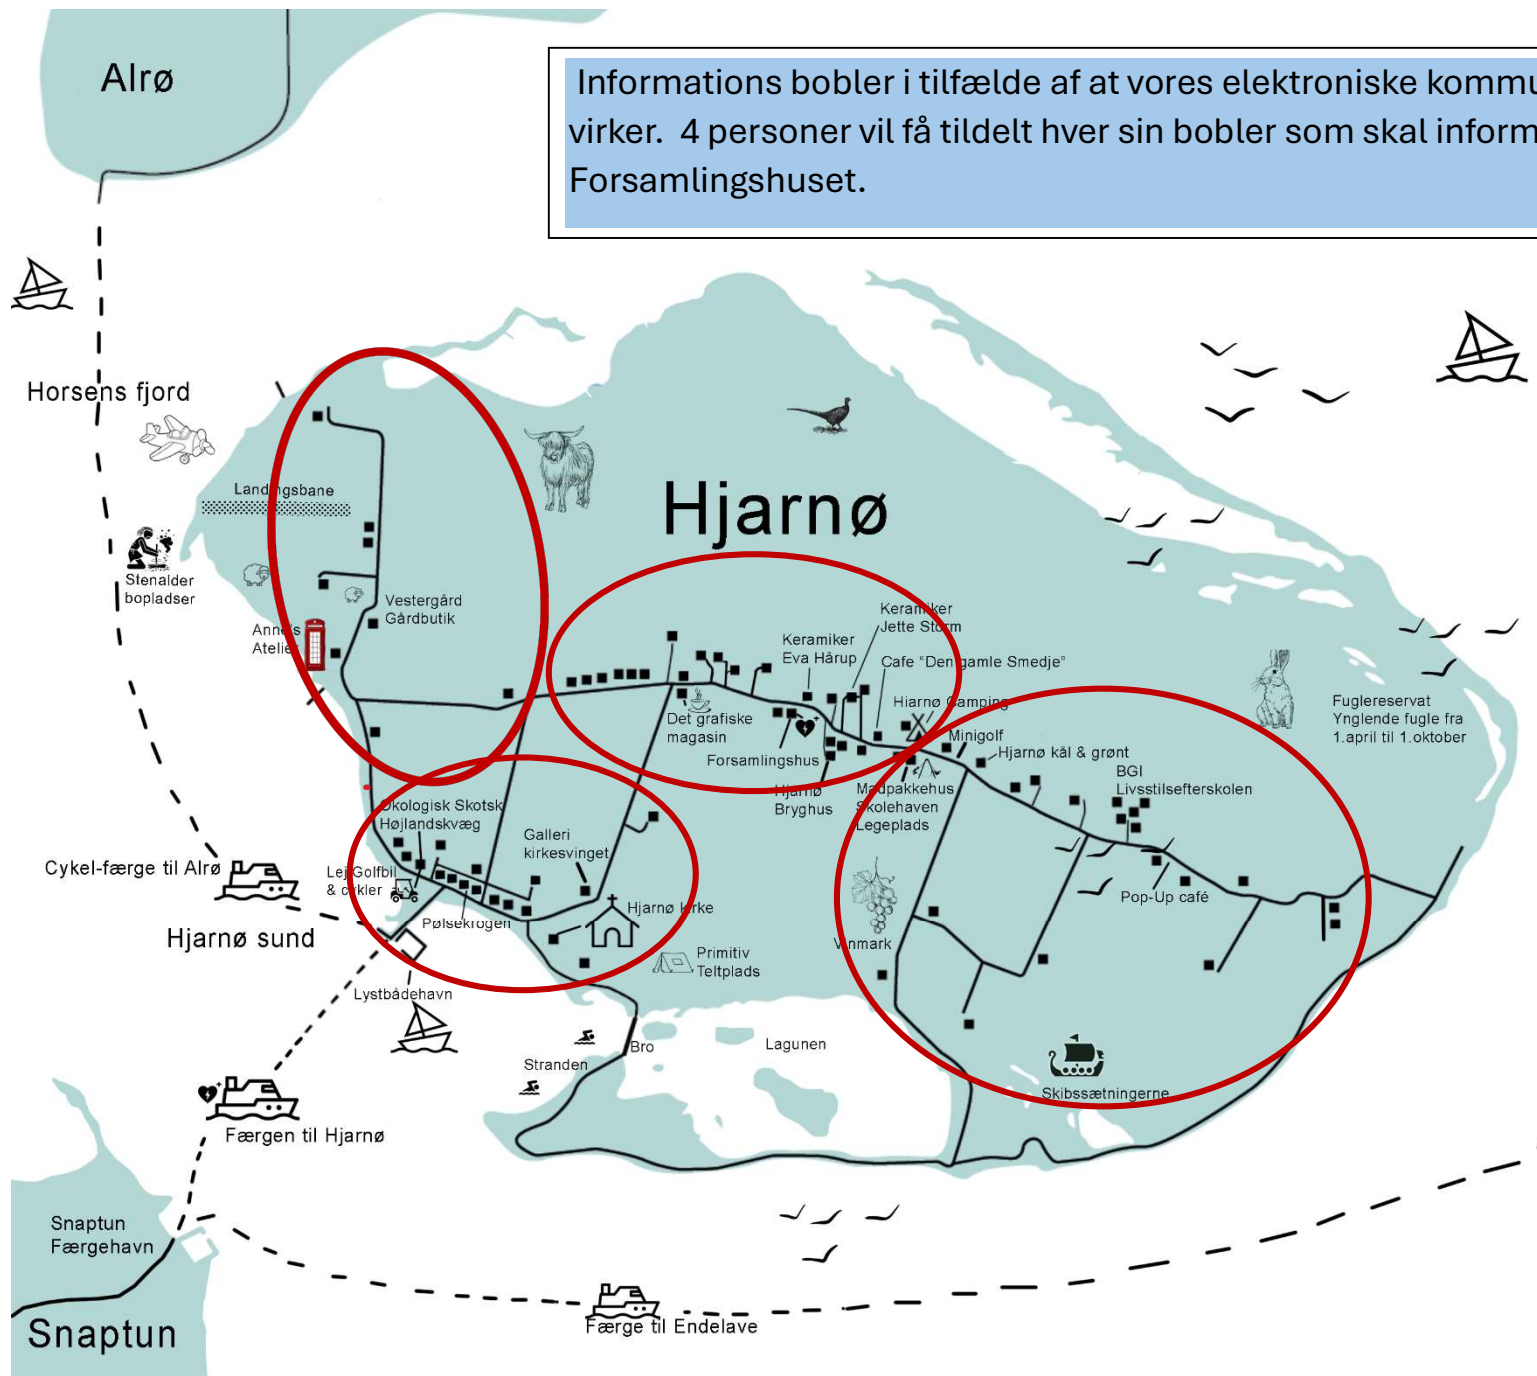 Alrø
Informations bobler i tilfælde af at vores elektroniske
virker. 4 personer vil få tildelt hver sin bobler som skal
Forsamlingshuset.
Horsens fjord
Landingsbane
Hjarnø
Stenalder
bopladser
Vestergård
Gårdbutik
Anne's
Atelier
Keramiker
Jette Storm
Keramiker
Eva Hårup
Cafe "Den gamle Smedje"
Hjarnø Camping
Fuglereservat
Ynglende fugle fra
1.april til 1.oktober
Det grafiske
magasin
Minigolf
Forsamlingshus
Hjarnø kål & grønt
BGI
Livsstilsefterskolen
Hjarnø
Bryghus
Madpakkehus
Skolehaven
Legeplads
Økologisk Skotsk
Højlandskvæg
Galleri
kirkesvinget
Cykel-færge til Alrø
Lej Golfbil
& cykler
Pop-Up café
Hjarnø kirke
Pølsekrogen
Hjarnø sund
Vinmark
Primitiv
Teltplads
Lystbådehavn
Bro
Lagunen
Stranden
Skibssætningerne
Færgen til Hjarnø
Snaptun
Færgehavn
Færge til Endelave
Snaptun